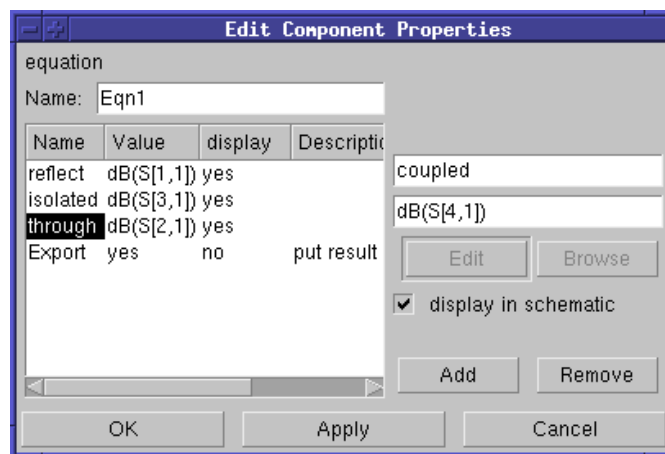 Edit Component Properties
equation
Name: Eqn1
Name Value display Descriptic
reflect dB(S[1,1]) yes
isolated dB(S[3,1]) yes
through dB(S[2,1]) yes
Export yes no put result
coupled
dB(S[4,1])
Edit Browse
display in schematic
Add Remove
OK Apply Cancel